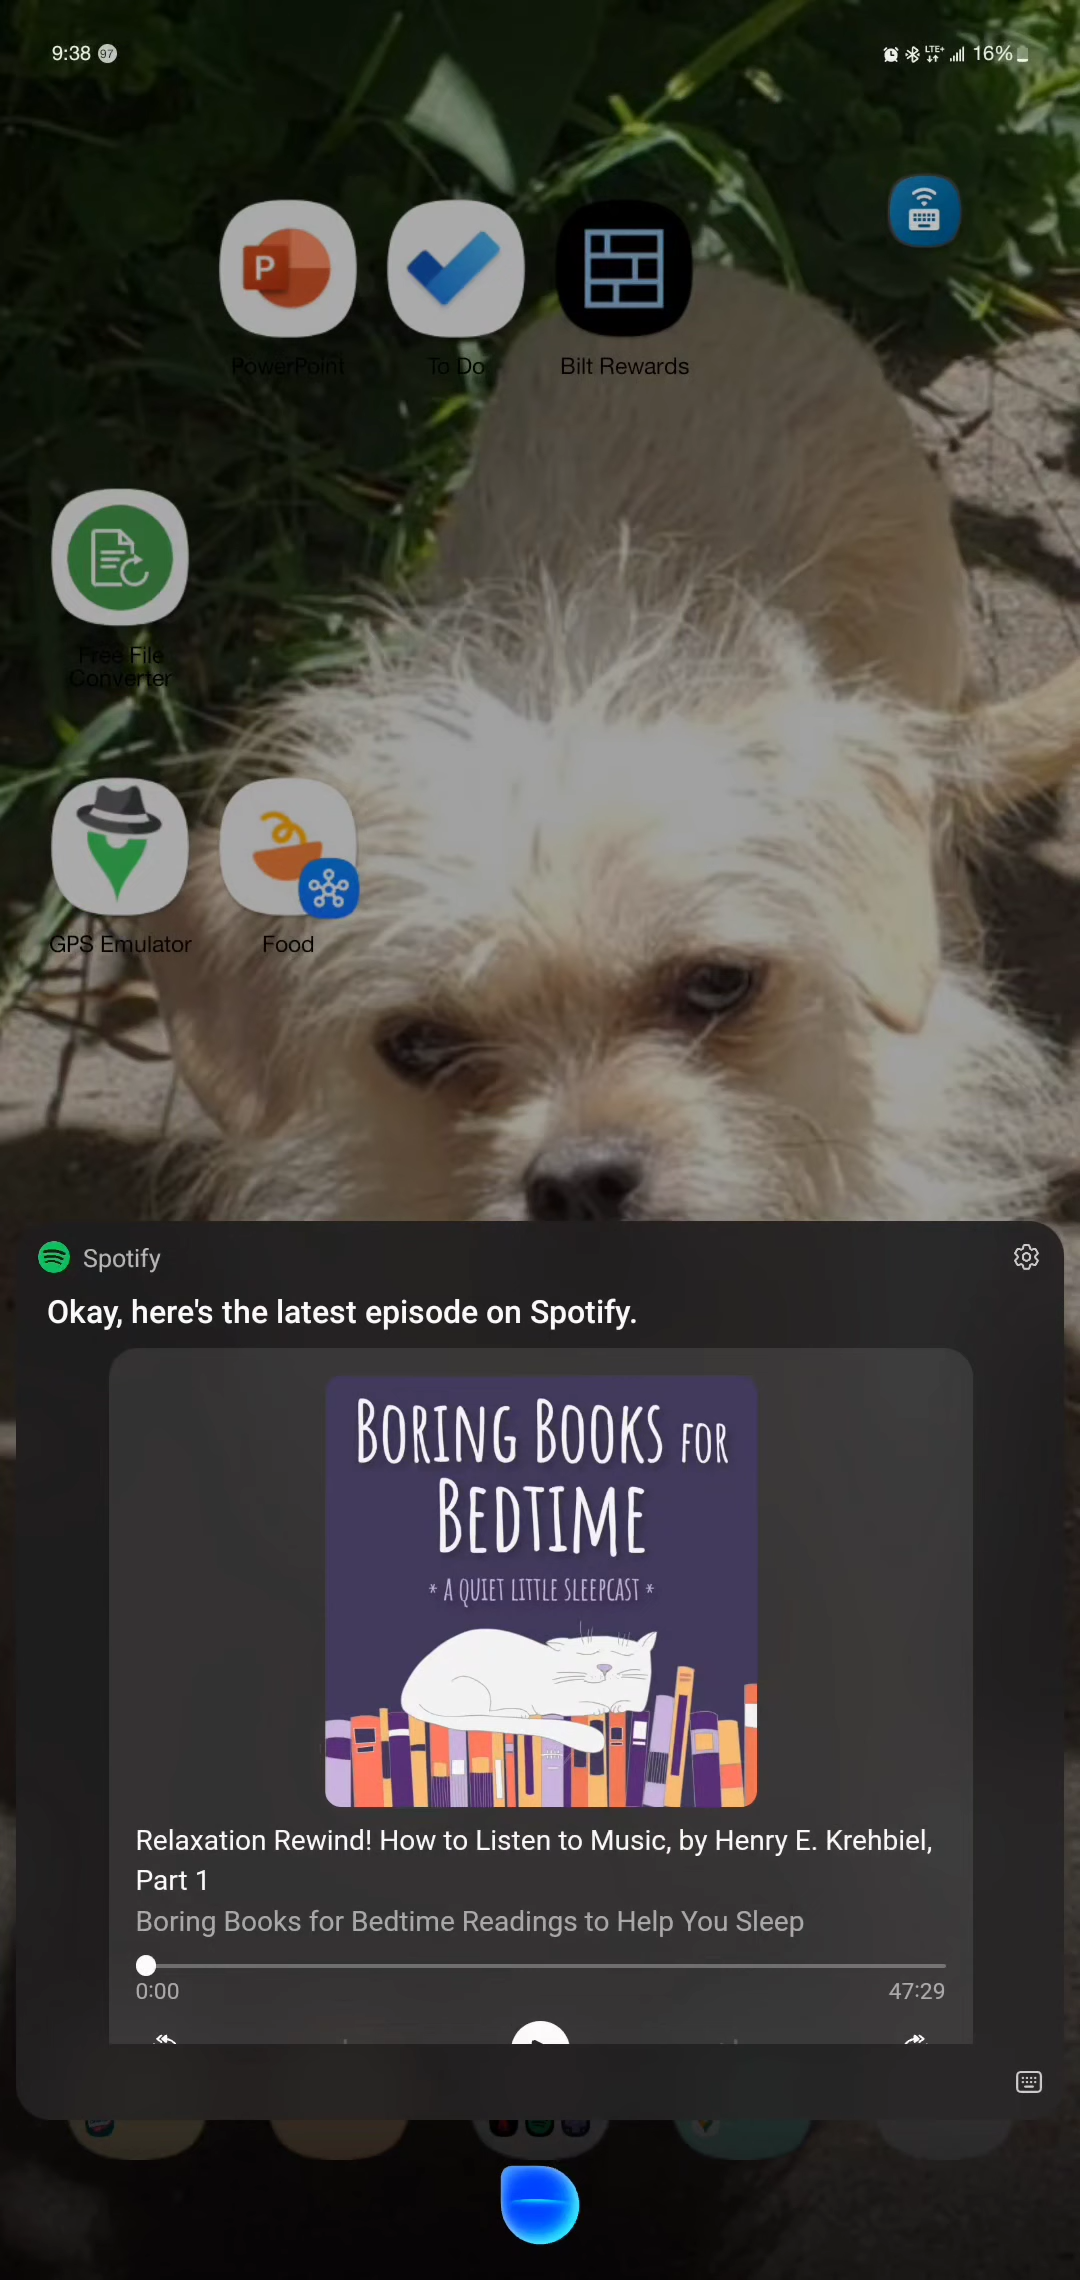 9:38 97 LTE+ 16%
P
PowerPoint To Do Bilt Rewards
Free File
Converter
GPS Emulator Food
Spotify
Okay, here's the latest episode on Spotify.
BORING BOOKS FOR
BEDTIME
* A QUIET LITTLE SLEEPCAST *
Relaxation Rewind! How to Listen to Music, by Henry E. Krehbiel,
Part 1
Boring Books for Bedtime Readings to Help You Sleep
0:00 47:29